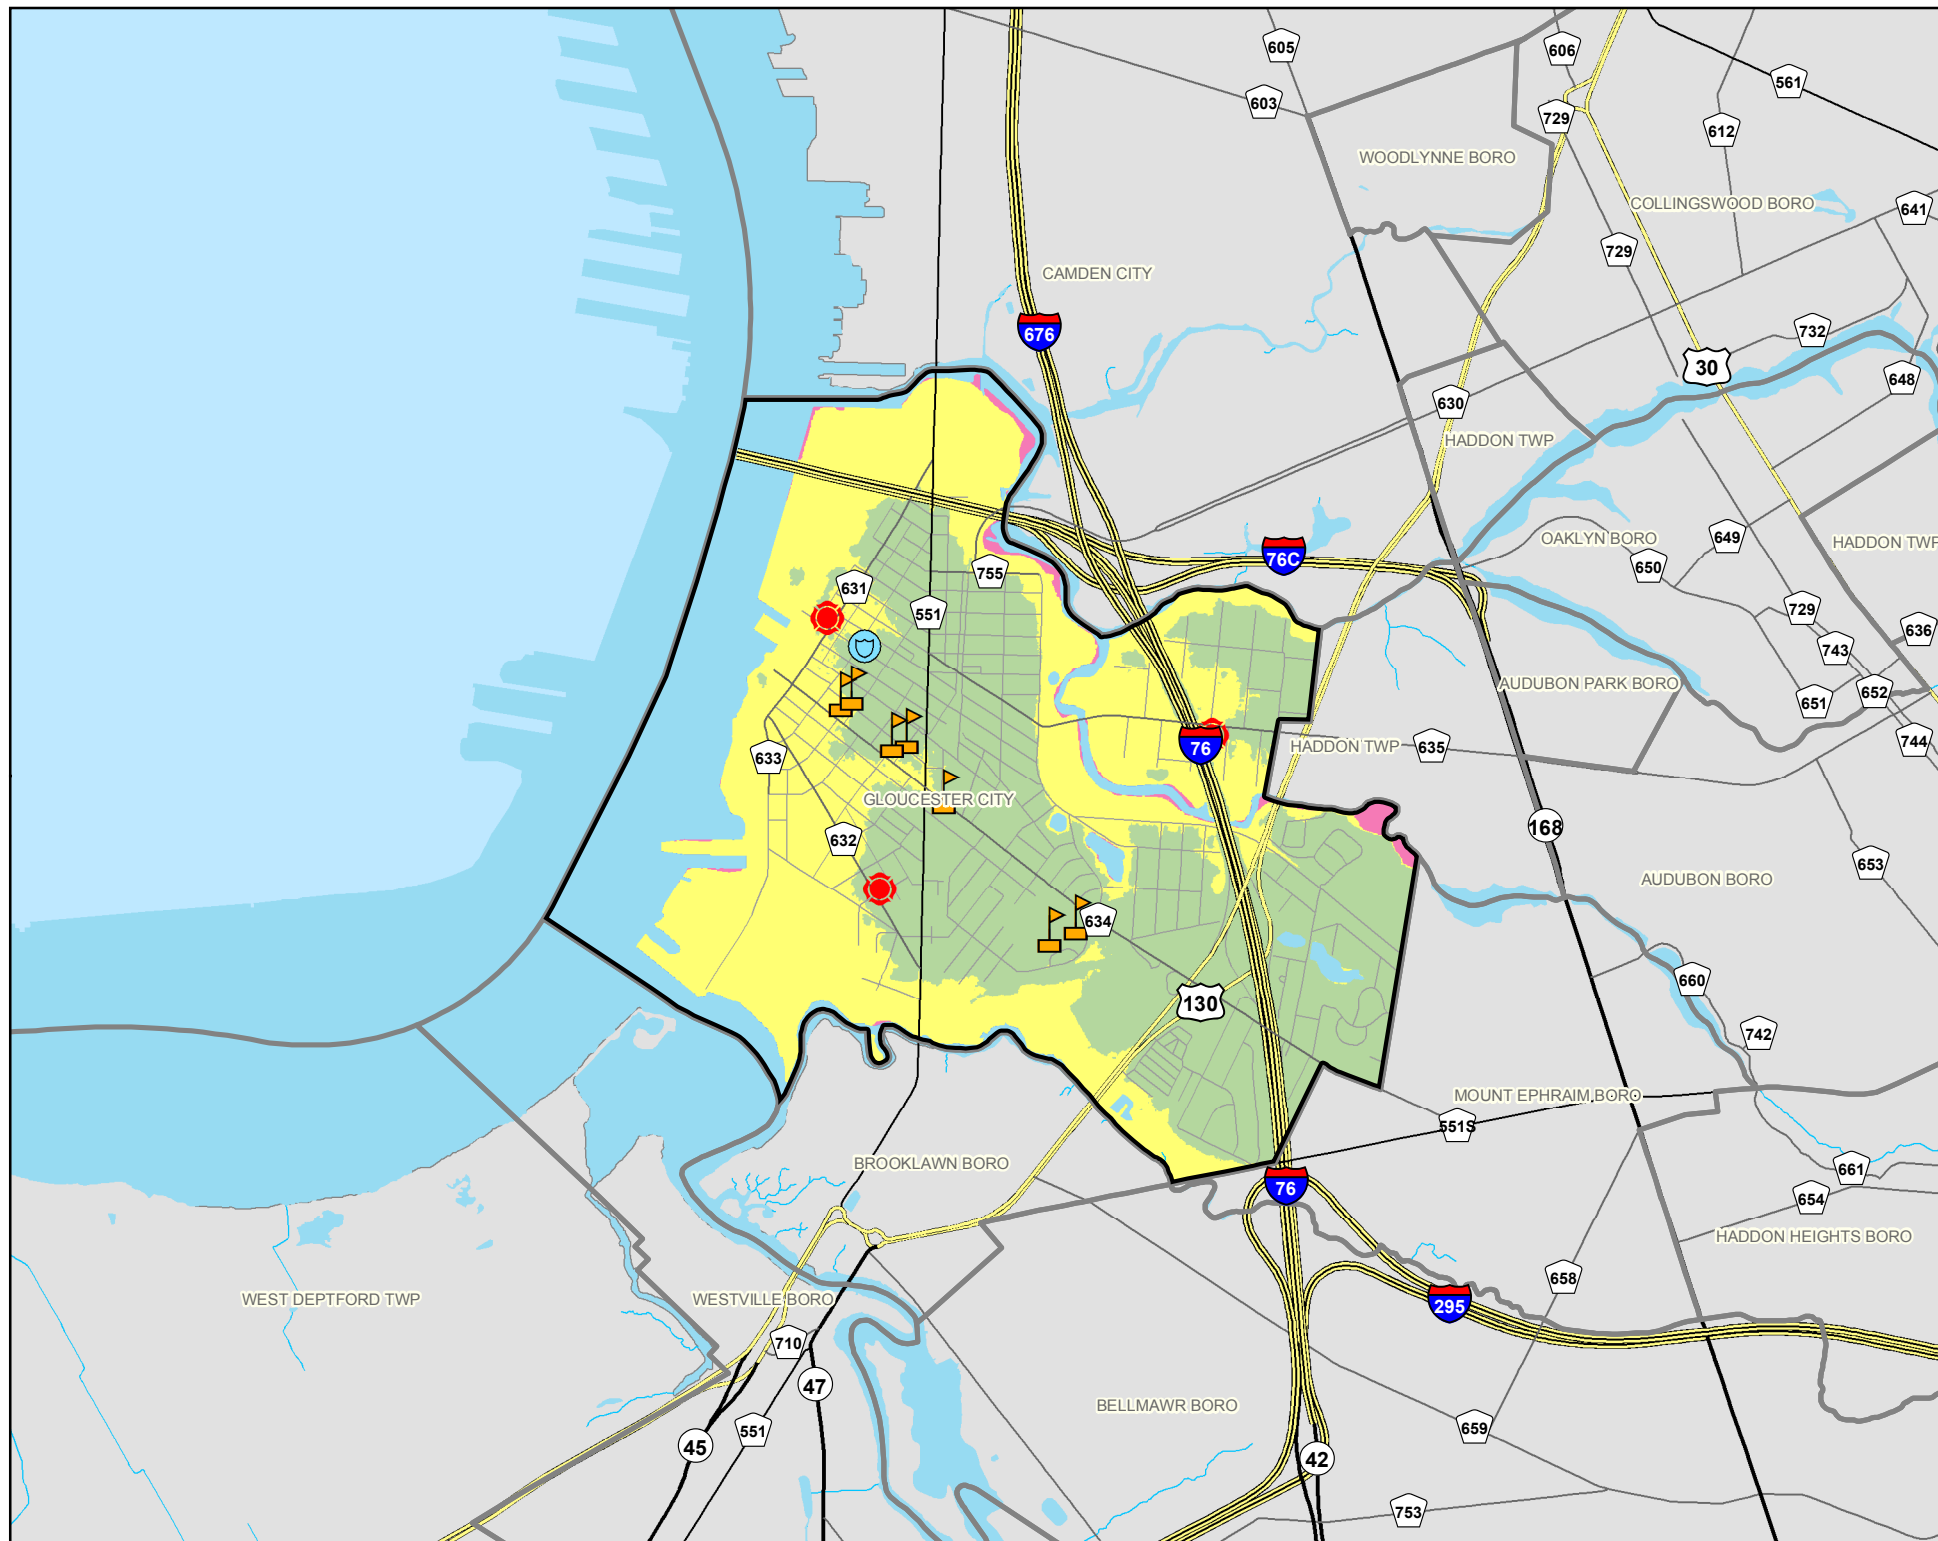 605
606
561
603
729
612
WOODLYNNE BORO
COLLINGSWOOD BORO
641
729
CAMDEN CITY
676
732
30
648
630
HADDON TWP
649
OAKLYN BORO
HADDON TWP
76C
650
755
631
551
729
636
743
AUDUBON PARK BORO
652
651
76
HADDON TWP
635
744
633
GLOUCESTER CITY
632
168
653
AUDUBON BORO
634
660
130
742
MOUNT EPHRAIM BORO
551S
BROOKLAWN BORO
661
76
654
HADDON HEIGHTS BORO
658
WEST DEPTFORD TWP
WESTVILLE BORO
295
710
47
BELLMAWR BORO
551
659
45
42
753